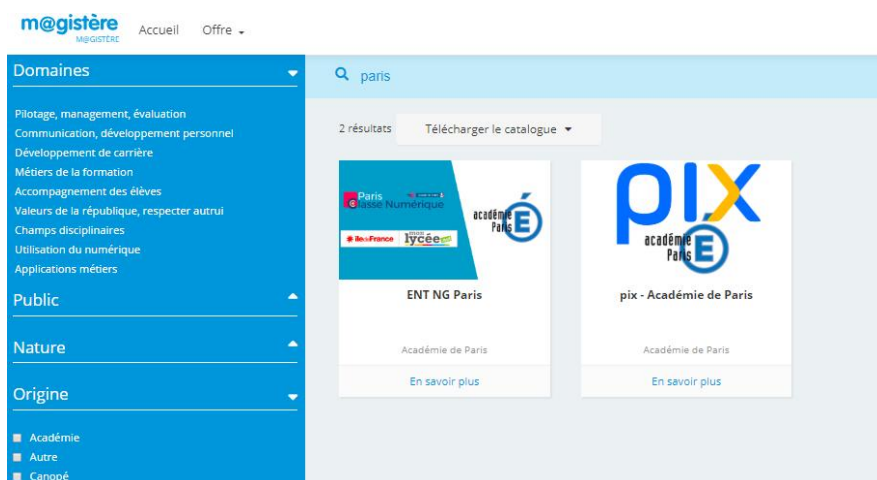 m@gistère
M@GISTÈRE
Accueil
Offre
Domaines
Pilotage, management, évaluation
Communication, développement personnel
Développement de carrière
Métiers de la formation
Accompagnement des élèves
Valeurs de la république, respecter autrui
Champs disciplinaires
Utilisation du numérique
Applications métiers
Public
Nature
Origine
Académie
Autre
Canopé
paris
2 résultats
Télécharger le catalogue
Paris
Classe Numérique
îledeFrance
mon
lycée
académie
Paris
ENT NG Paris
Académie de Paris
En savoir plus
pix
académie
Paris
pix - Académie de Paris
Académie de Paris
En savoir plus